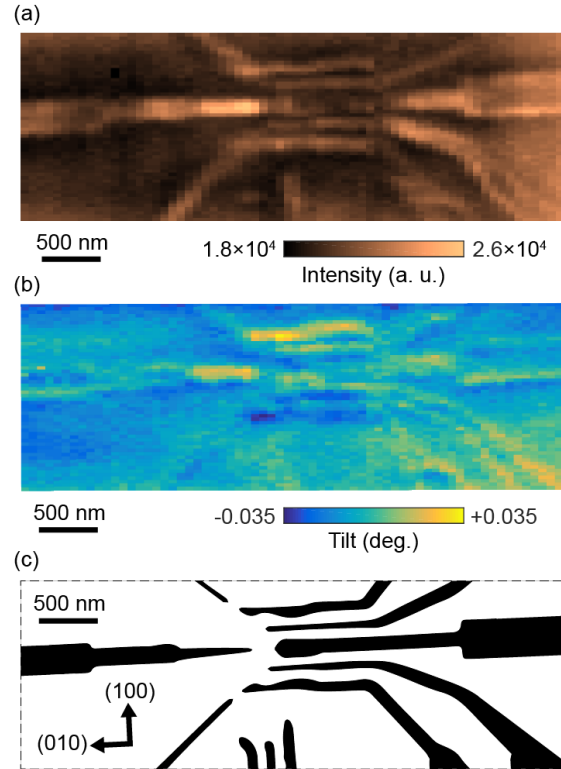 (a)
500 nm
1.8×10⁴
2.6×10⁴
Intensity (a. u.)
(b)
500 nm
-0.035
+0.035
Tilt (deg.)
(c)
500 nm
(100)
(010)